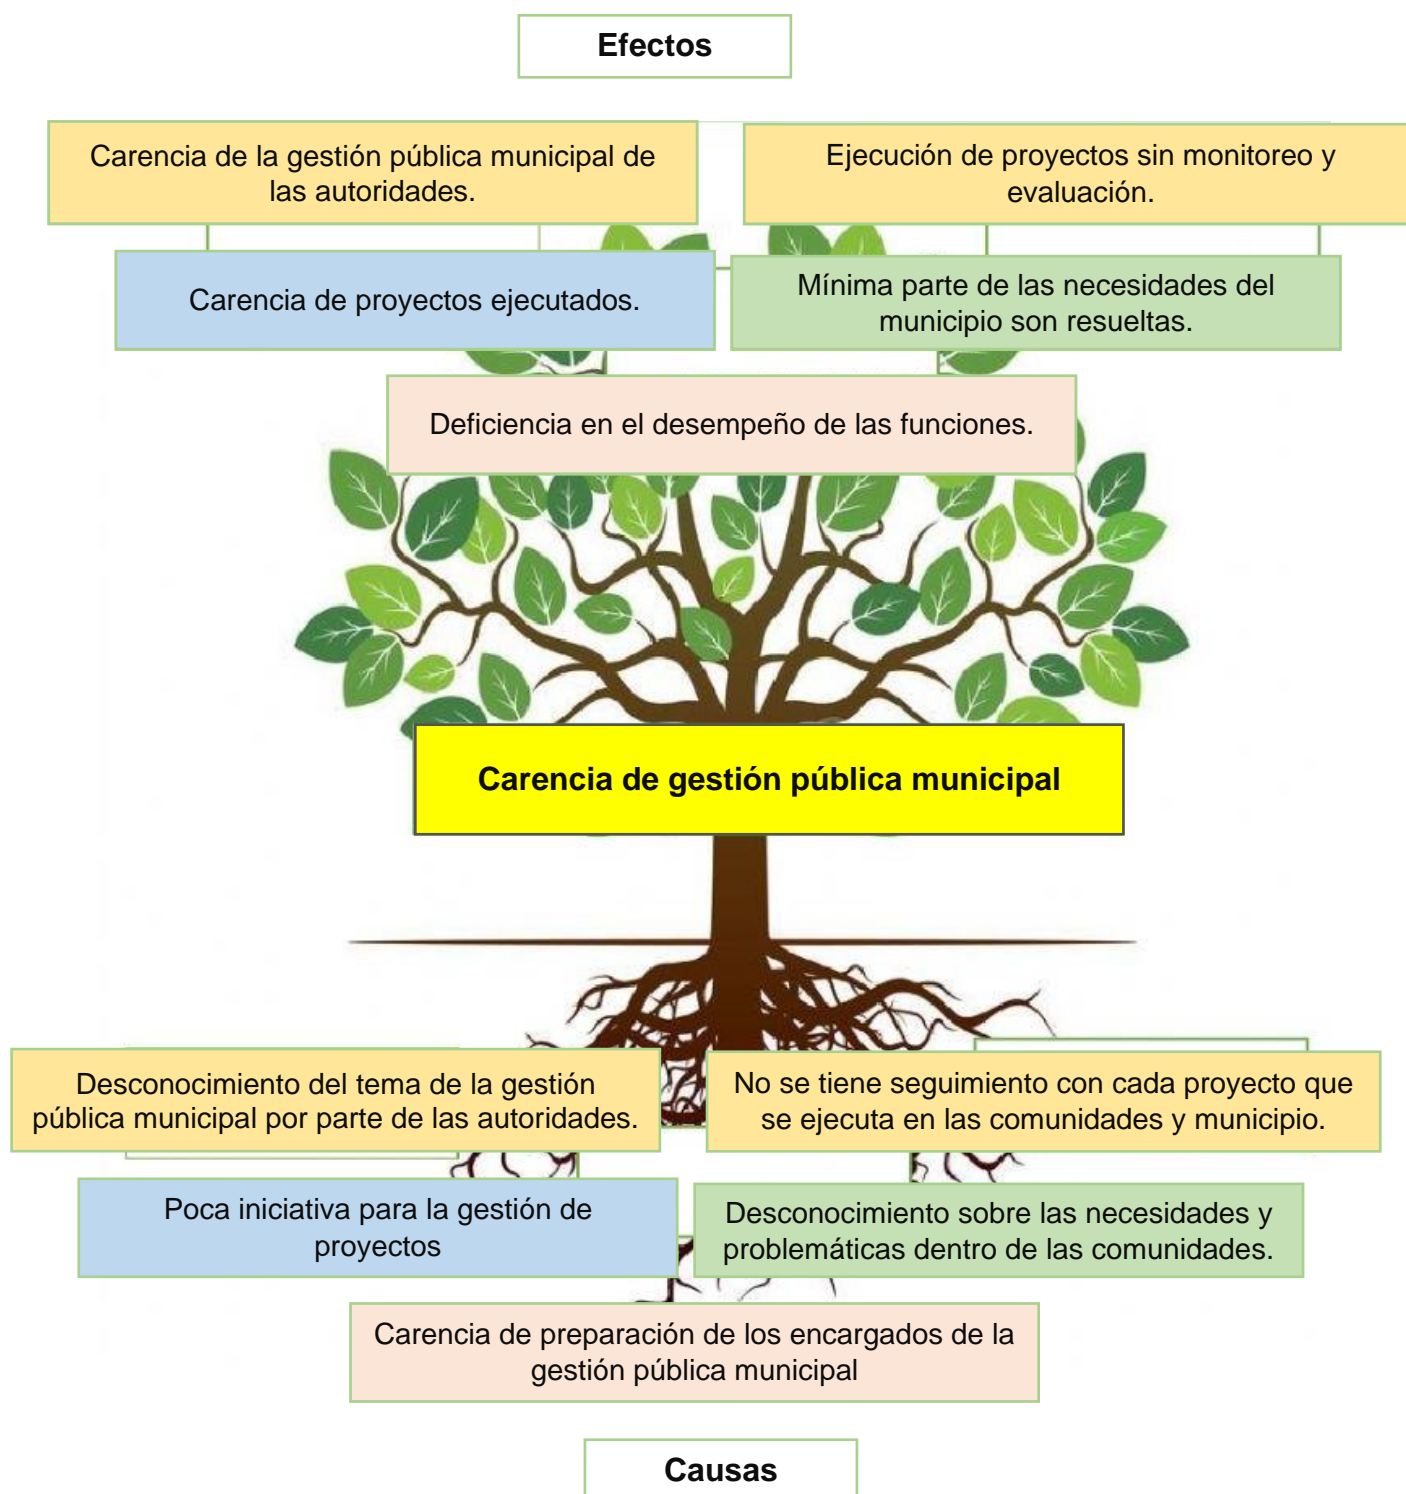 Efectos
Carencia de la gestión pública municipal de
las autoridades.
Ejecución de proyectos sin monitoreo y
evaluación.
Carencia de proyectos ejecutados.
Mínima parte de las necesidades del
municipio son resueltas.
Deficiencia en el desempeño de las funciones.
Carencia de gestión pública municipal
Desconocimiento del tema de la gestión
pública municipal por parte de las autoridades.
No se tiene seguimiento con cada proyecto que
se ejecuta en las comunidades y municipio.
Poca iniciativa para la gestión de
proyectos
Desconocimiento sobre las necesidades y
problemáticas dentro de las comunidades.
Carencia de preparación de los encargados de la
gestión pública municipal
Causas